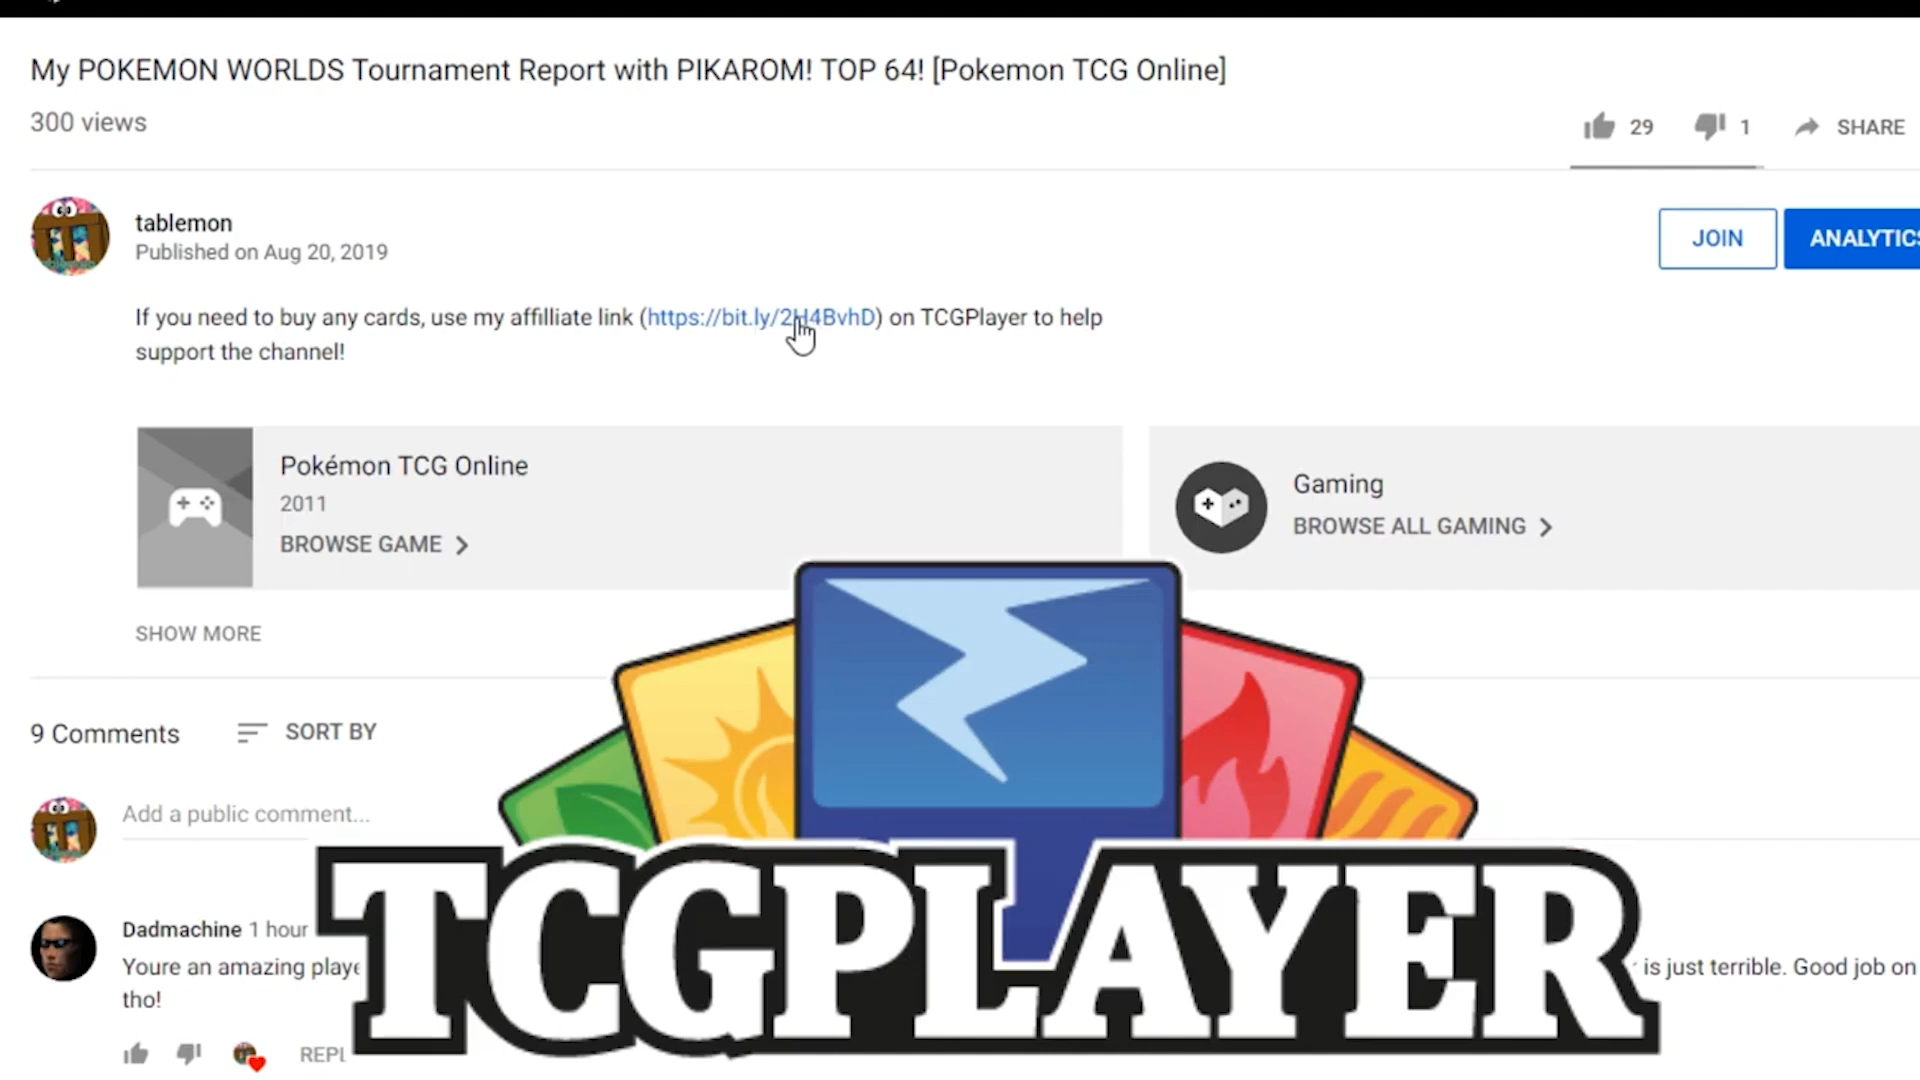 My POKEMON WORLDS Tournament Report with PIKAROM! TOP 64! [Pokemon TCG Online]
300 views
29
1
SHARE
tablemon
Published on Aug 20, 2019
JOIN
ANALYTICS
If you need to buy any cards, use my affilliate link (https://bit.ly/2H4BvhD) on TCGPlayer to help
support the channel!
Pokémon TCG Online
2011
BROWSE GAME
Gaming
BROWSE ALL GAMING
SHOW MORE
9 Comments
SORT BY
Add a public comment...
Dadmachine 1 hour
Youre an amazing playe
is just terrible. Good job on
tho!
REPL
TCGPLAYER